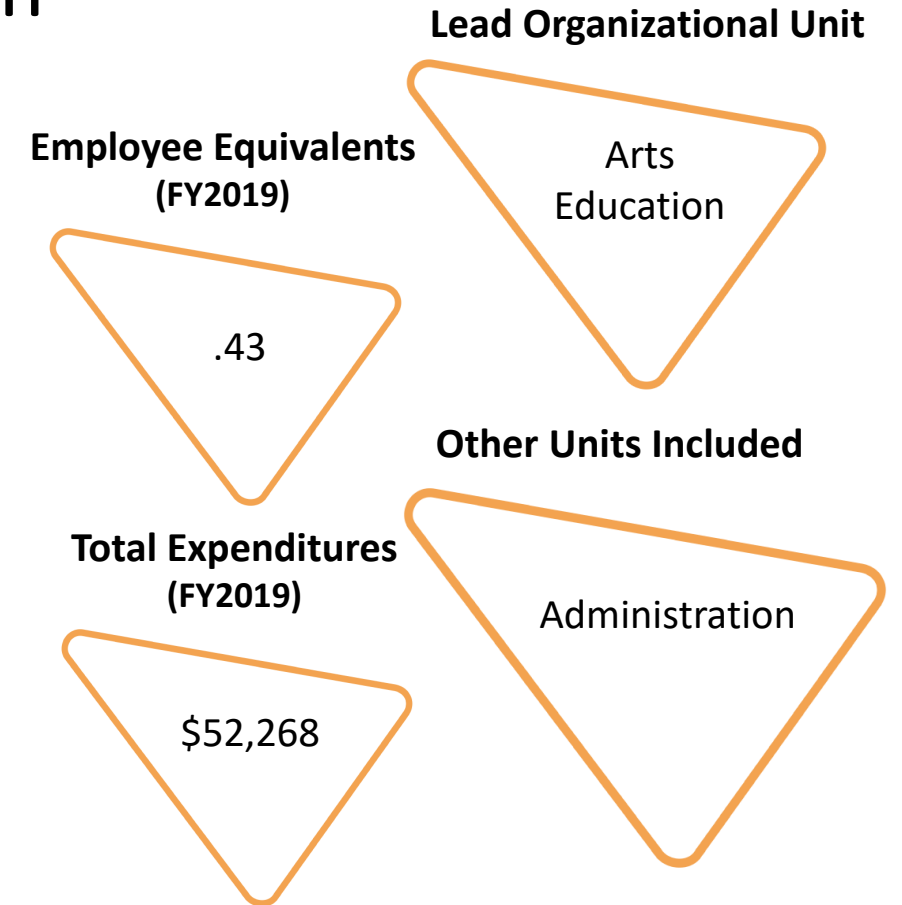 Lead Organizational Unit
Arts
Education
Employee Equivalents
(FY2019)
.43
Other Units Included
Administration
Total Expenditures
(FY2019)
$52,268